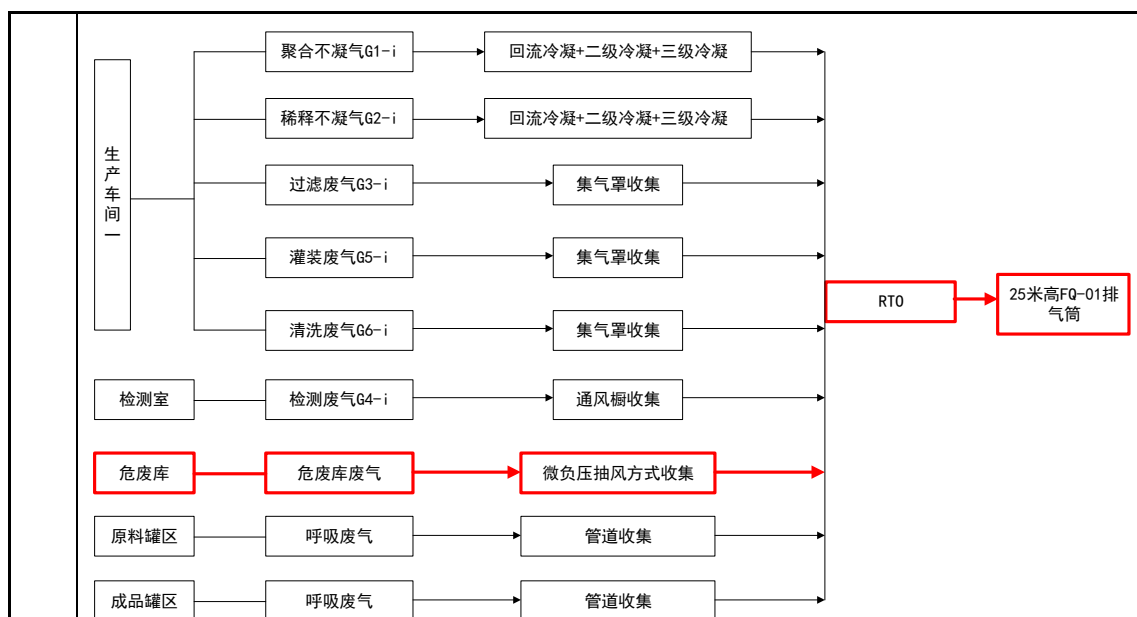 聚合不凝气G1-i
回流冷凝+二级冷凝+三级冷凝
稀释不凝气G2-i
回流冷凝+二级冷凝+三级冷凝
生产车间一
过滤废气G3-i
集气罩收集
灌装废气G5-i
集气罩收集
RTO
25米高FQ-01排
气筒
清洗废气G6-i
集气罩收集
检测室
检测废气G4-i
通风橱收集
危废库
危废库废气
微负压抽风方式收集
原料罐区
呼吸废气
管道收集
成品罐区
呼吸废气
管道收集